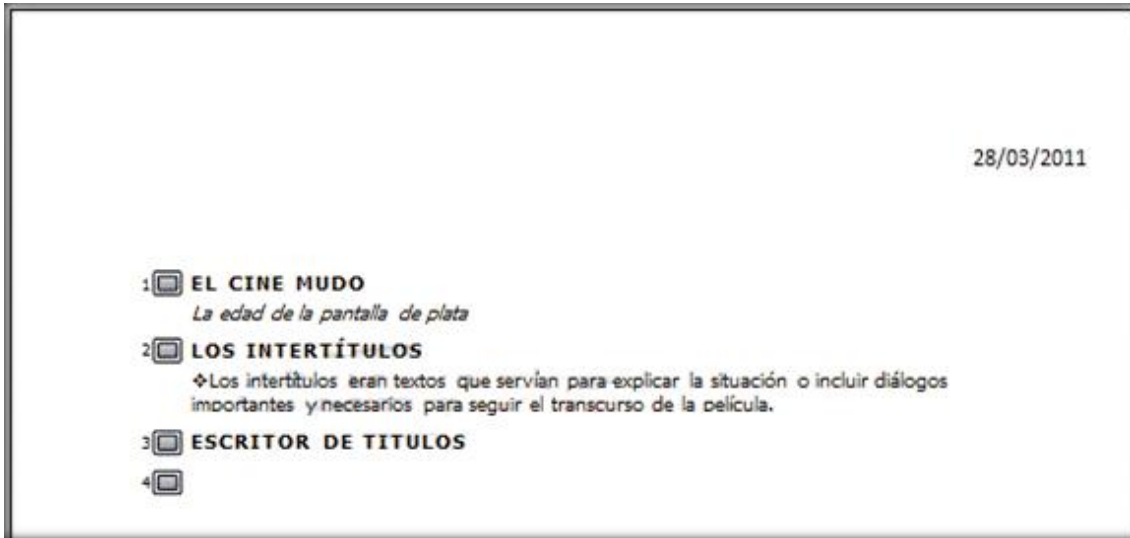 28/03/2011
1 EL CINE MUDO
La edad de la pantalla de plata
2 LOS INTERTÍTULOS
❖Los intertítulos eran textos que servían para explicar la situación o incluir diálogos
importantes y necesarios para seguir el transcurso de la película.
3 ESCRITOR DE TITULOS
4